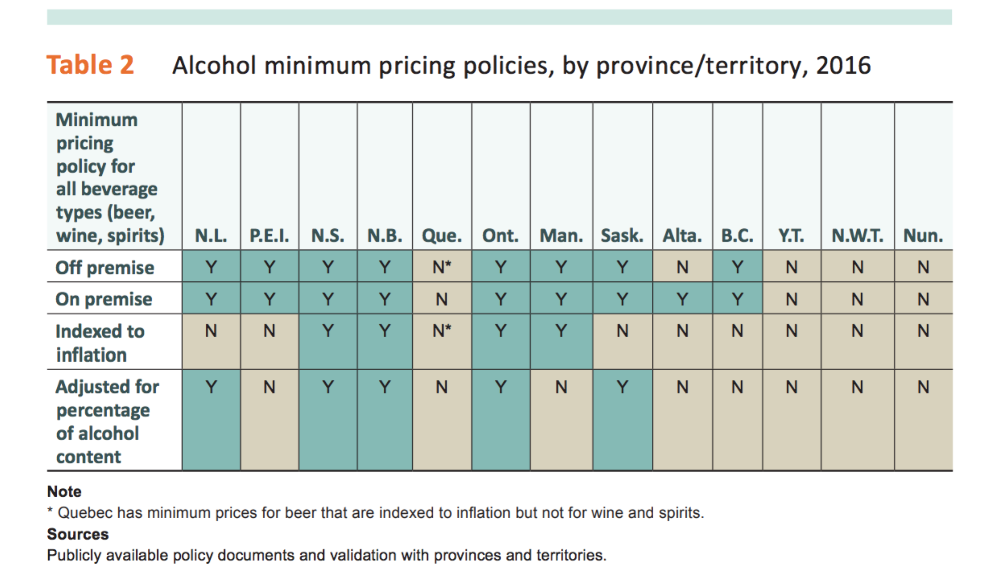 Table 2 Alcohol minimum pricing policies, by province/territory, 2016
Minimum
pricing
policy for
all beverage
types (beer,
wine, spirits) N.L. P.E.I. N.S. N.B. Que. Ont. Man. Sask. Alta. B.C. Y.T. N.W.T. Nun.
Off premise Y Y Y Y N* Y Y Y N Y N N N
On premise Y Y Y Y N Y Y Y Y Y N N N
Indexed to N N Y Y N* Y Y N N N N N N
inflation
Adjusted for Y N Y Y N Y N Y N N N N N
percentage
of alcohol
content
Note
* Quebec has minimum prices for beer that are indexed to inflation but not for wine and spirits.
Sources
Publicly available policy documents and validation with provinces and territories.